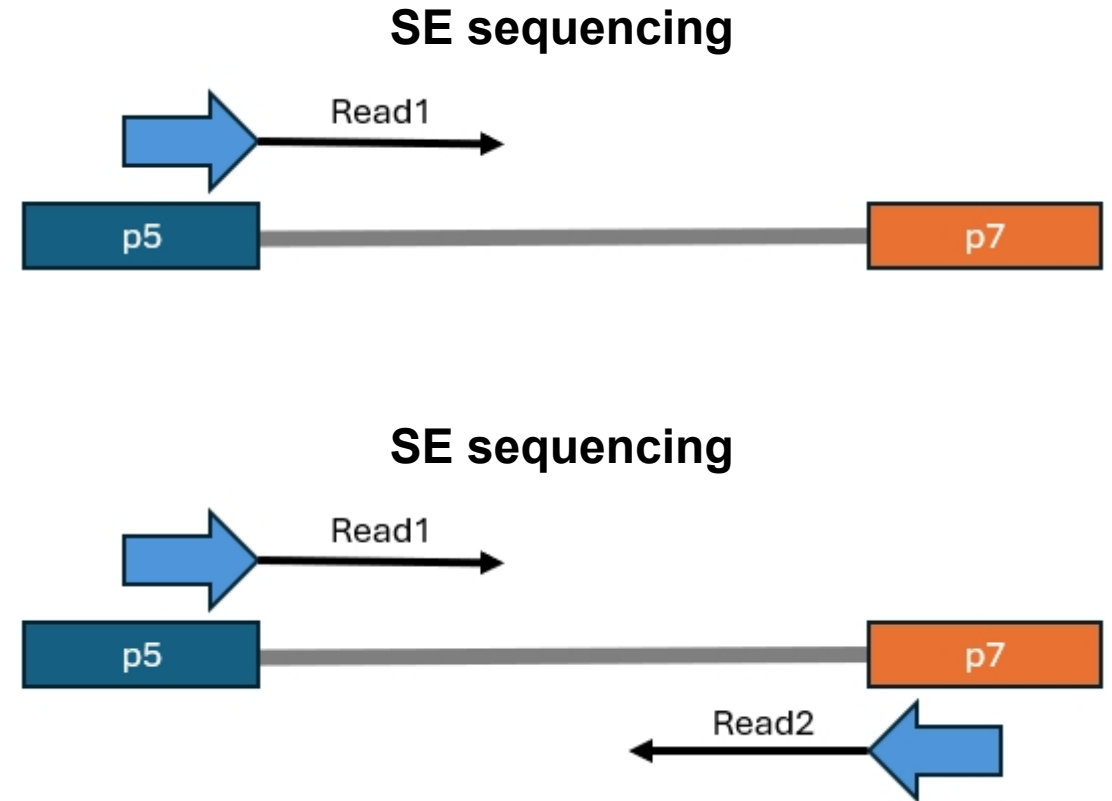 SE sequencing
Read1
p5 p7
SE sequencing
Read1
p5 p7
Read2